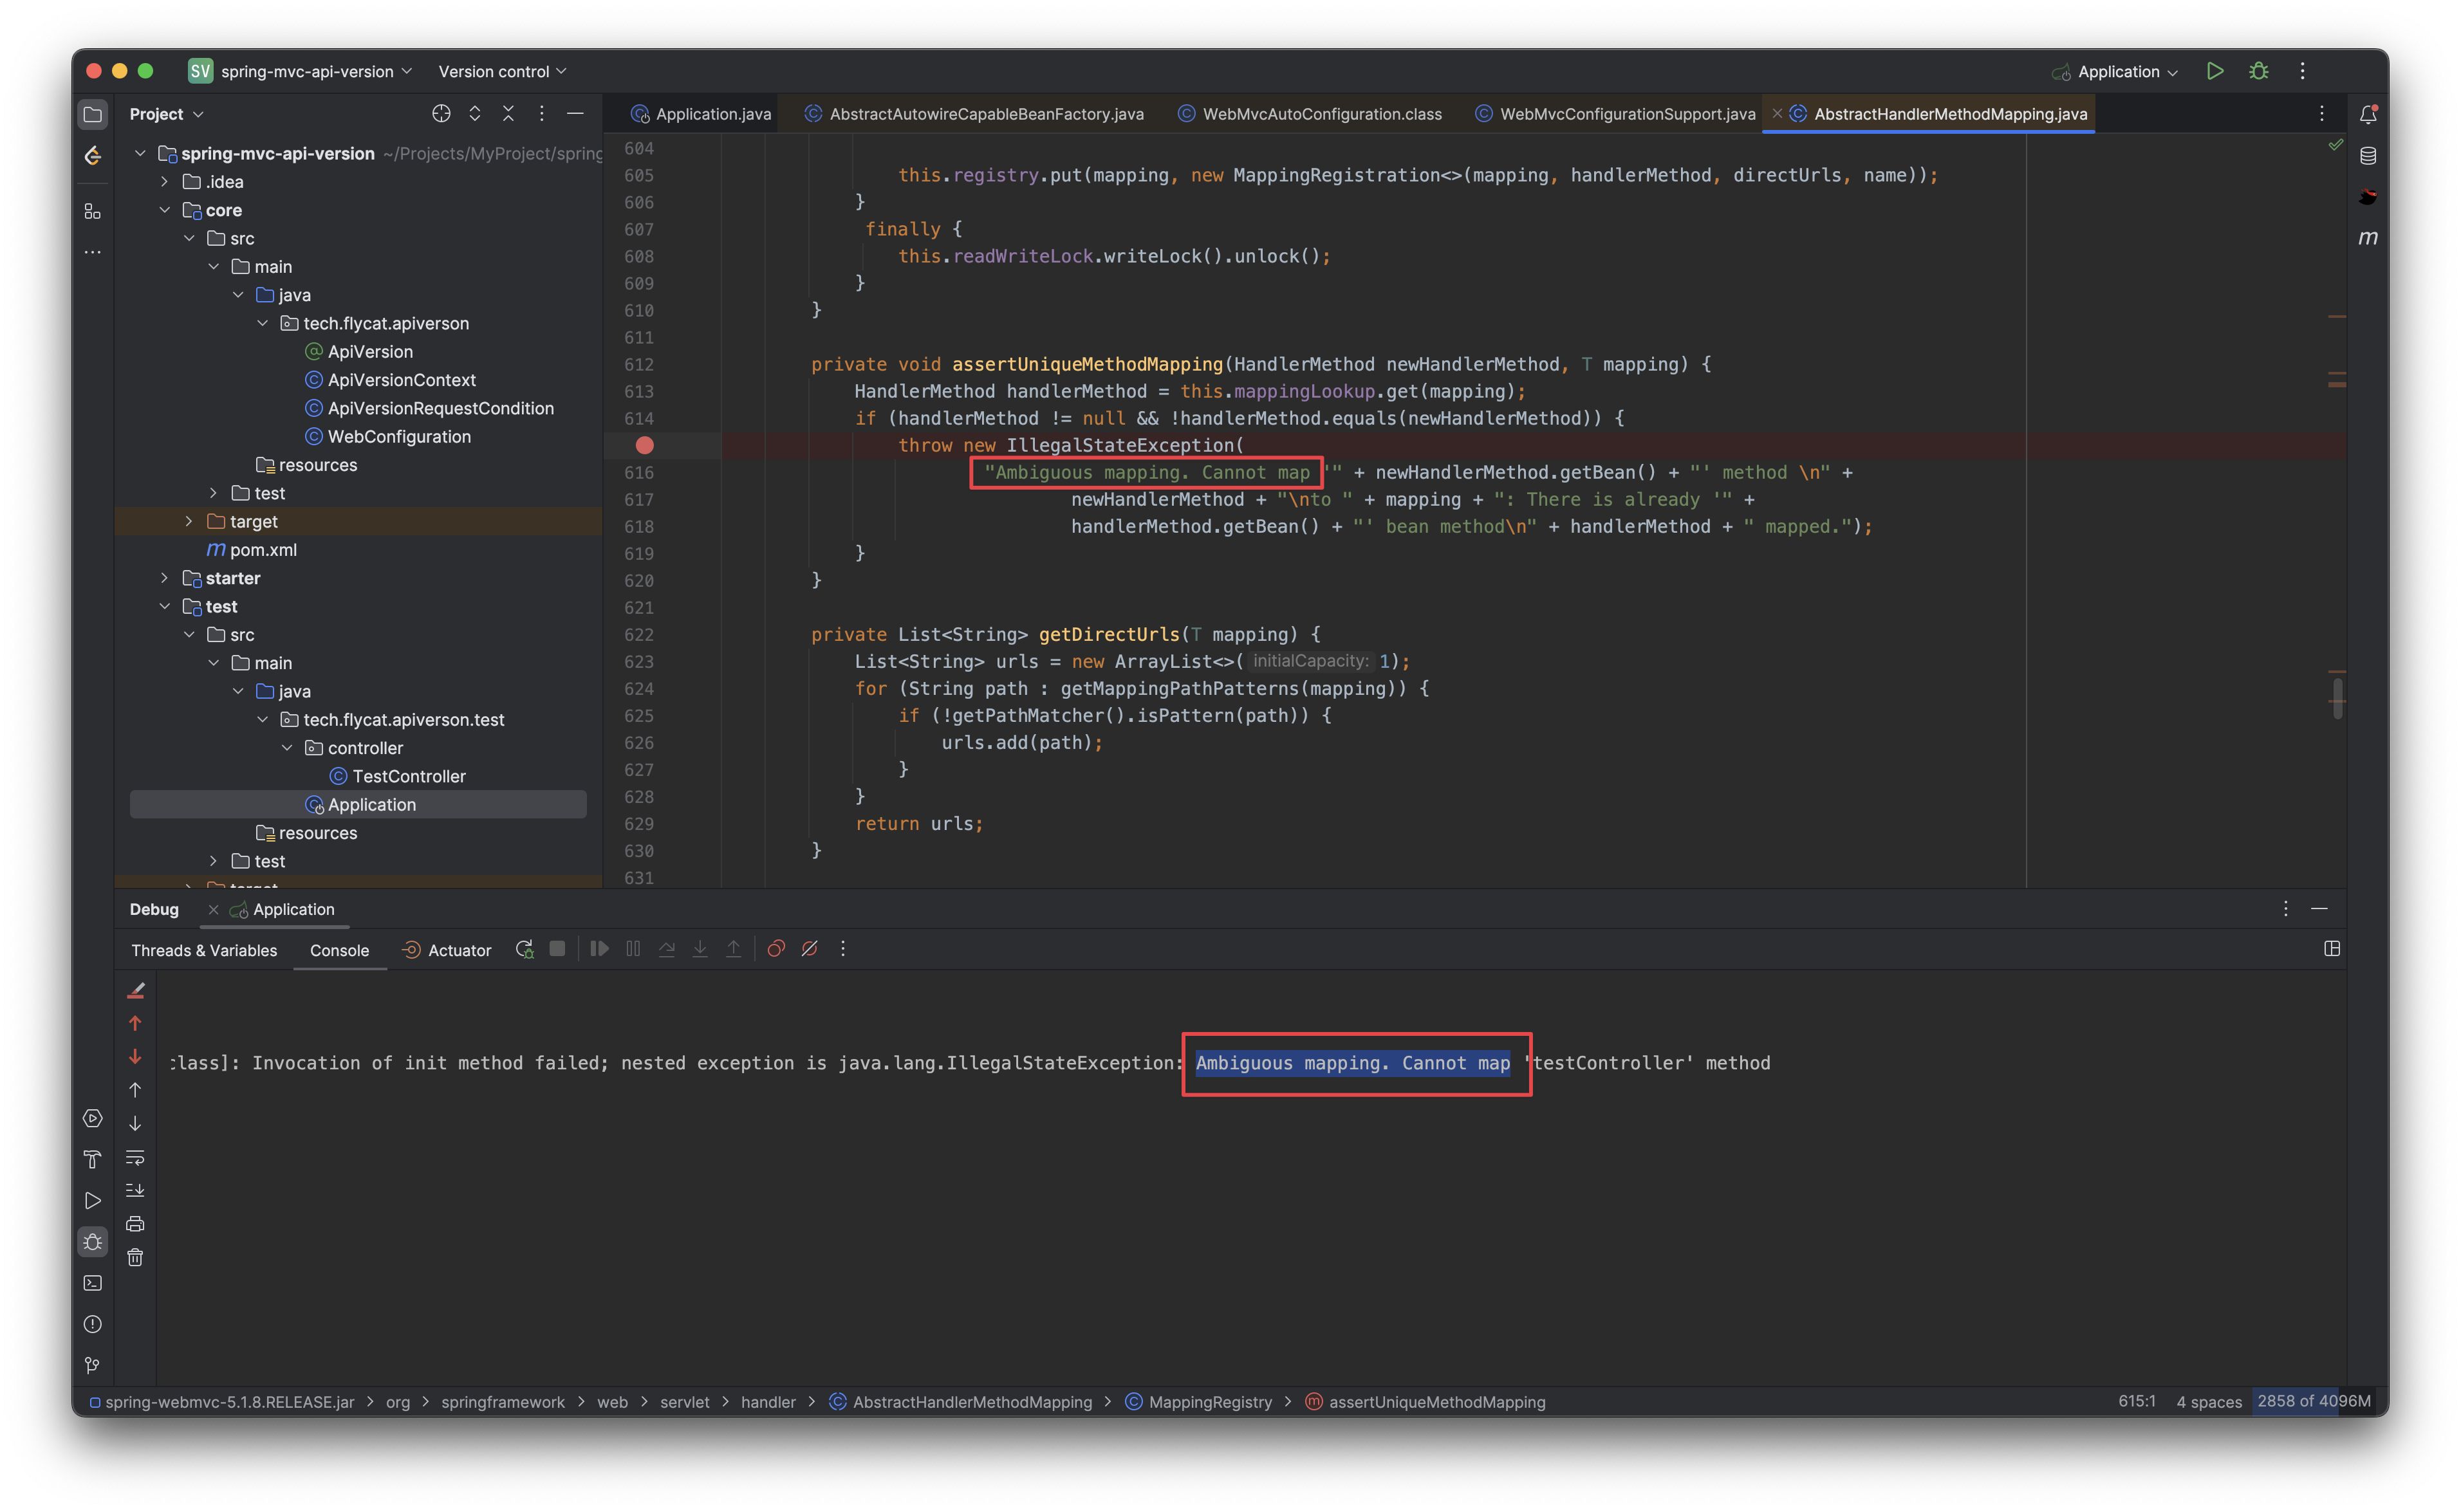 SV spring-mvc-api-version Version control Application
Project
Application.java AbstractAutowireCapableBeanFactory.java WebMvcAutoConfiguration.class WebMvcConfigurationSupport.java AbstractHandlerMethodMapping.java
spring-mvc-api-version ~/Projects/MyProject/spring
.idea
core
src
main
java
tech.flycat.apiverson
ApiVersion
ApiVersionContext
ApiVersionRequestCondition
WebConfiguration
resources
test
target
pom.xml
starter
test
src
main
java
tech.flycat.apiverson.test
controller
TestController
Application
resources
test
target
604
605 this.registry.put(mapping, new MappingRegistration<>(mapping, handlerMethod, directUrls, name));
606 }
607 finally {
608 this.readWriteLock.writeLock().unlock();
609 }
610 }
611
612 private void assertUniqueMethodMapping(HandlerMethod newHandlerMethod, T mapping) {
613 HandlerMethod handlerMethod = this.mappingLookup.get(mapping);
614 if (handlerMethod != null && !handlerMethod.equals(newHandlerMethod)) {
throw new IllegalStateException(
616 "Ambiguous mapping. Cannot map '" + newHandlerMethod.getBean() + "' method \n" +
617 newHandlerMethod + "\nto " + mapping + ": There is already '" +
618 handlerMethod.getBean() + "' bean method\n" + handlerMethod + " mapped.");
619 }
620 }
621
622 private List<String> getDirectUrls(T mapping) {
623 List<String> urls = new ArrayList<>( initialCapacity: 1);
624 for (String path : getMappingPathPatterns(mapping)) {
625 if (!getPathMatcher().isPattern(path)) {
626 urls.add(path);
627 }
628 }
629 return urls;
630 }
631
Debug Application
Threads & Variables Console Actuator
class]: Invocation of init method failed; nested exception is java.lang.IllegalStateException: Ambiguous mapping. Cannot map 'testController' method
spring-webmvc-5.1.8.RELEASE.jar > org > springframework > web > servlet > handler > AbstractHandlerMethodMapping > MappingRegistry > assertUniqueMethodMapping 615:1 4 spaces 2858 of 4096M